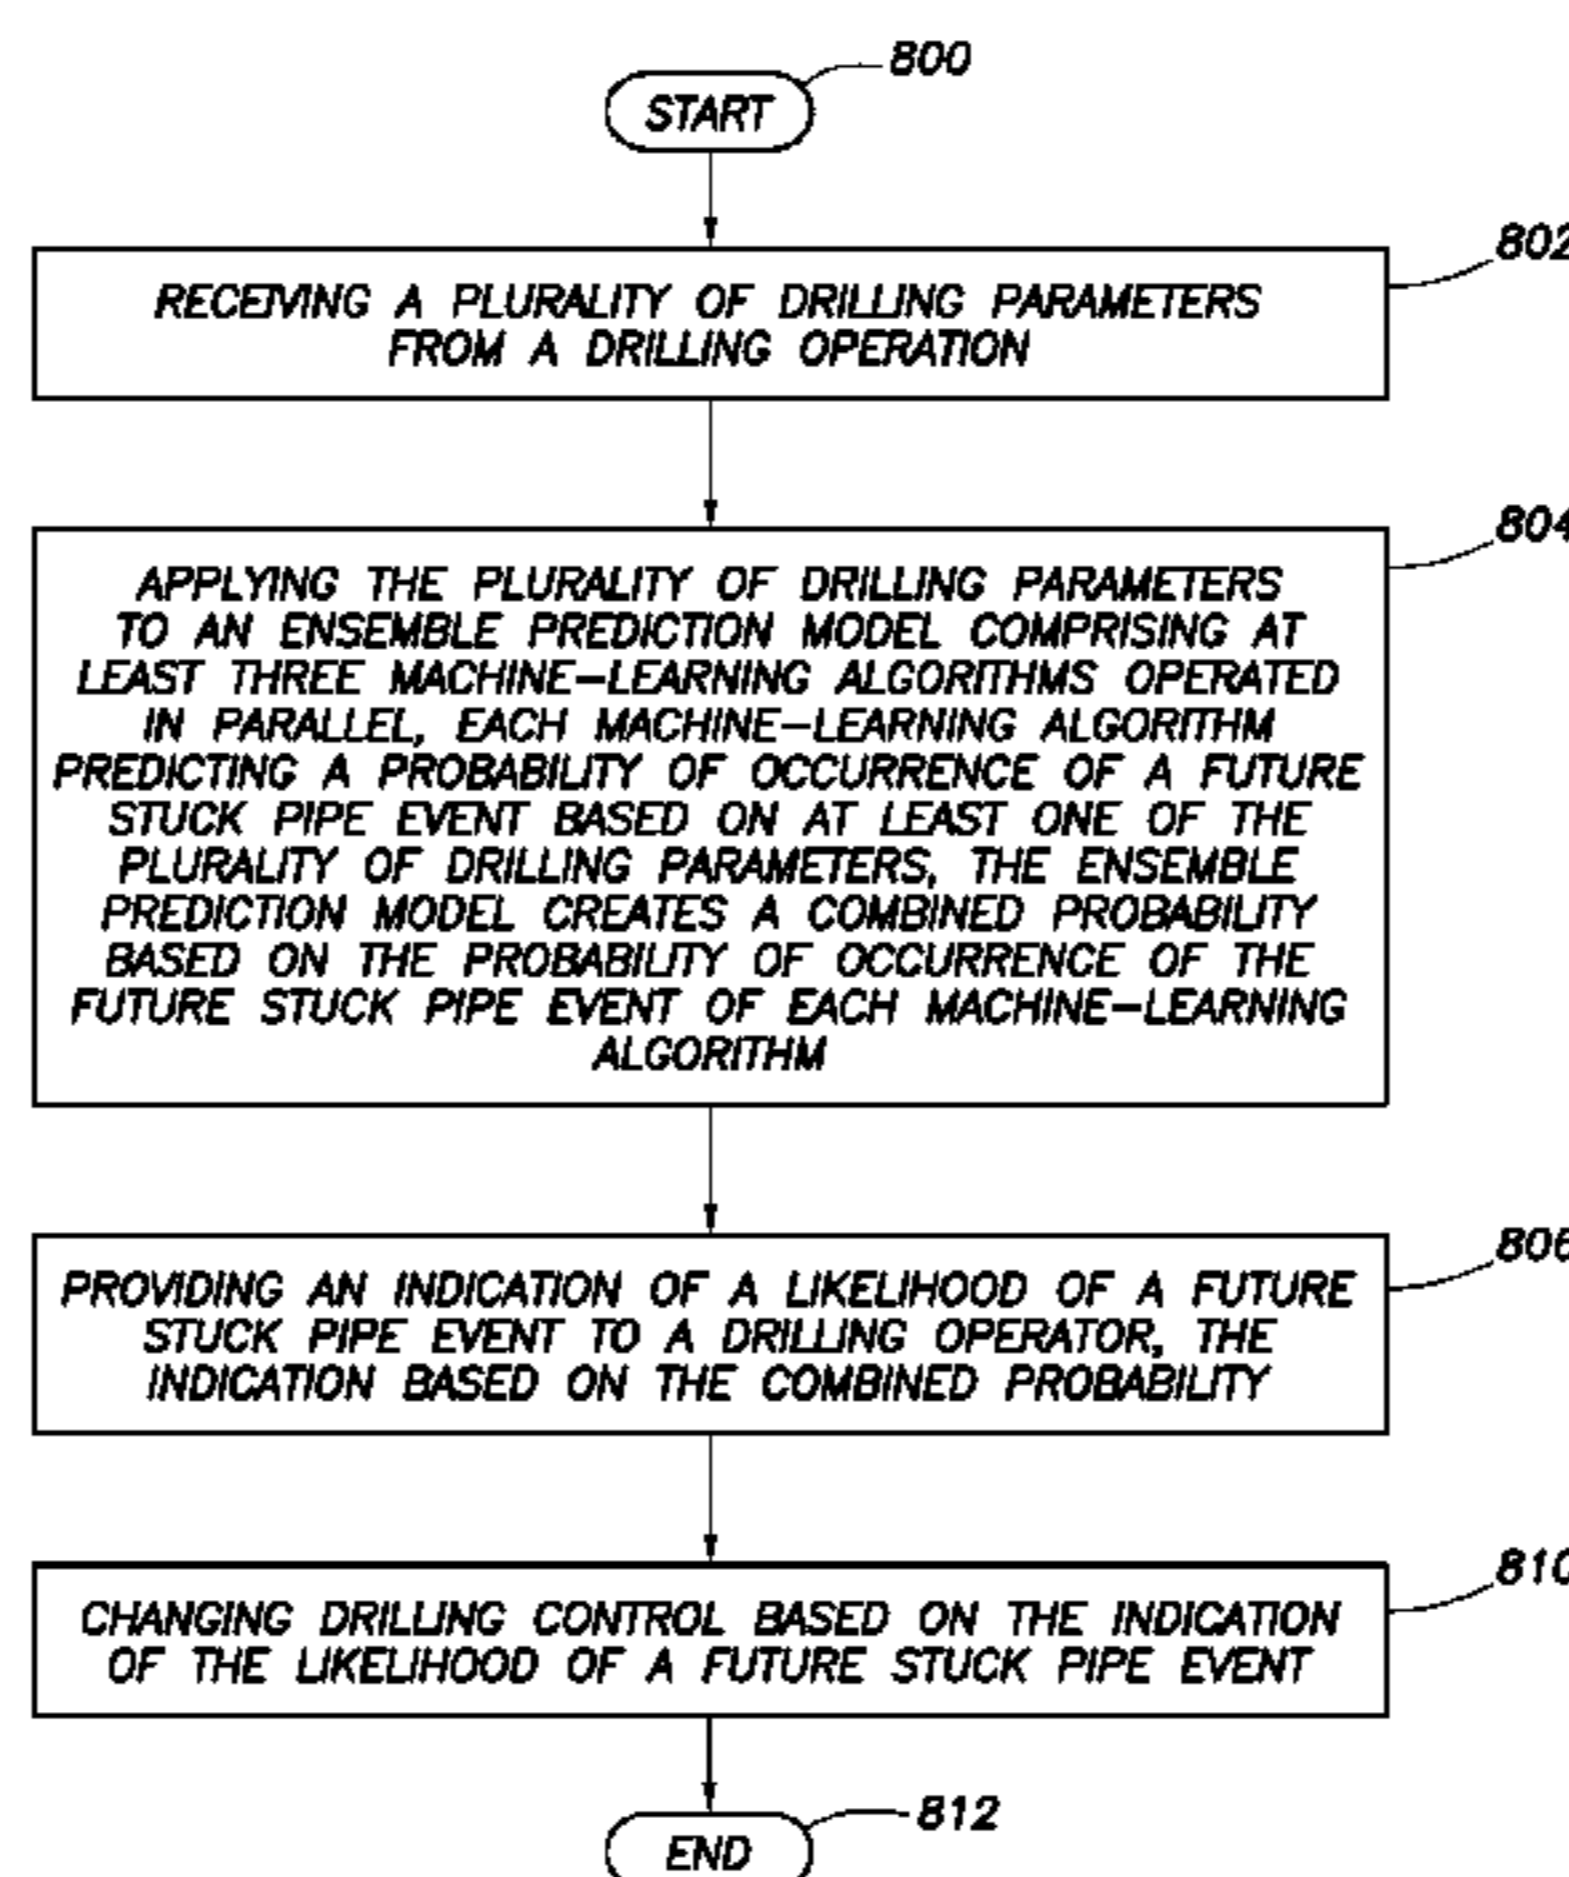 800
START
802
RECEIVING A PLURALITY OF DRILLING PARAMETERS
FROM A DRILLING OPERATION
804
APPLYING THE PLURALITY OF DRILLING PARAMETERS
TO AN ENSEMBLE PREDICTION MODEL COMPRISING AT
LEAST THREE MACHINE-LEARNING ALGORITHMS OPERATED
IN PARALLEL, EACH MACHINE-LEARNING ALGORITHM
PREDICTING A PROBABILITY OF OCCURRENCE OF A FUTURE
STUCK PIPE EVENT BASED ON AT LEAST ONE OF THE
PLURALITY OF DRILLING PARAMETERS, THE ENSEMBLE
PREDICTION MODEL CREATES A COMBINED PROBABILITY
BASED ON THE PROBABILITY OF OCCURRENCE OF THE
FUTURE STUCK PIPE EVENT OF EACH MACHINE-LEARNING
ALGORITHM
806
PROVIDING AN INDICATION OF A LIKELIHOOD OF A FUTURE
STUCK PIPE EVENT TO A DRILLING OPERATOR, THE
INDICATION BASED ON THE COMBINED PROBABILITY
810
CHANGING DRILLING CONTROL BASED ON THE INDICATION
OF THE LIKELIHOOD OF A FUTURE STUCK PIPE EVENT
812
END